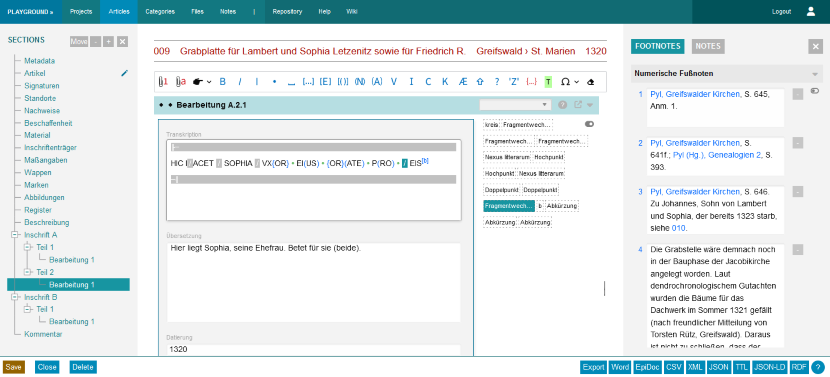 PLAYGROUND » Projects Articles Categories Files Notes | Repository Help Wiki Logout
SECTIONS Move - + ×
Metadata
Artikel
Signaturen
Standorte
Nachweise
Beschaffenheit
Material
Inschriftenträger
Maßangaben
Wappen
Marken
Abbildungen
Register
Beschreibung
Inschrift A
Teil 1
Bearbeitung 1
Teil 2
Bearbeitung 1
Inschrift B
Teil 1
Bearbeitung 1
Kommentar
009 Grabplatte für Lambert und Sophia Letzenitz sowie für Friedrich R. Greifswald › St. Marien 1320
1 a B I | • [...] [E] [()] (N) (A) V I C K Æ ? 'Z' (...) T Ω
Bearbeitung A.2.1
Transkription
HIC I/ACET / SOPHIA / VX(OR) • EI(US) • (OR)(ATE) • P(RO) • / EIS[b]
Übersetzung
Hier liegt Sophia, seine Ehefrau. Betet für sie (beide).
Datierung
1320
kreis Fragmentwech...
Fragmentwech... Fragmentwech...
Nexus litterarum Hochpunkt
Hochpunkt Nexus litterarum
Doppelpunkt Doppelpunkt
Fragmentwech... b Abkürzung
Abkürzung Abkürzung
FOOTNOTES NOTES ×
Numerische Fußnoten
1 Pyl, Greifswalder Kirchen, S. 645,
Anm. 1.
2 Pyl, Greifswalder Kirchen, S.
641f.; Pyl (Hg.), Genealogien 2, S.
393.
3 Pyl, Greifswalder Kirchen, S. 646.
Zu Johannes, Sohn von Lambert
und Sophia, der bereits 1323 starb,
siehe 010.
4 Die Grabstelle wäre demnach noch
in der Bauphase der Jacobikirche
angelegt worden. Laut
dendrochronologischem Gutachten
wurden die Bäume für das
Dachwerk im Sommer 1321 gefällt
(nach freundlicher Mitteilung von
Torsten Rütz, Greifswald). Daraus
ist nicht zu schließen, dass der
Save Close Delete Export Word EpiDoc CSV XML JSON TTL JSON-LD RDF ?